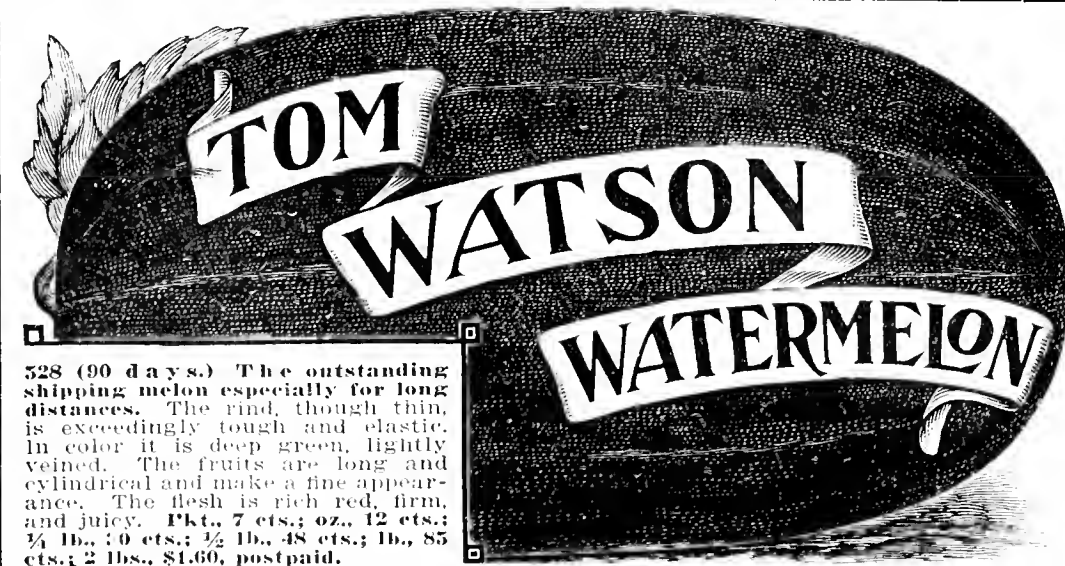 TOM
WATSON
WATERMELON
528 (90 days.) The outstanding
shipping melon especially for long
distances. The rind, though thin,
is exceedingly tough and elastic.
In color it is deep green, lightly
veined. The fruits are long and
cylindrical and make a fine appear-
ance. The flesh is rich red, firm,
and juicy. Pkt., 7 cts.; oz., 12 cts.;
¼ lb., cts.; ½ lb., 48 cts.; lb., 85
cts.; 2 lbs., $1.60, postpaid.